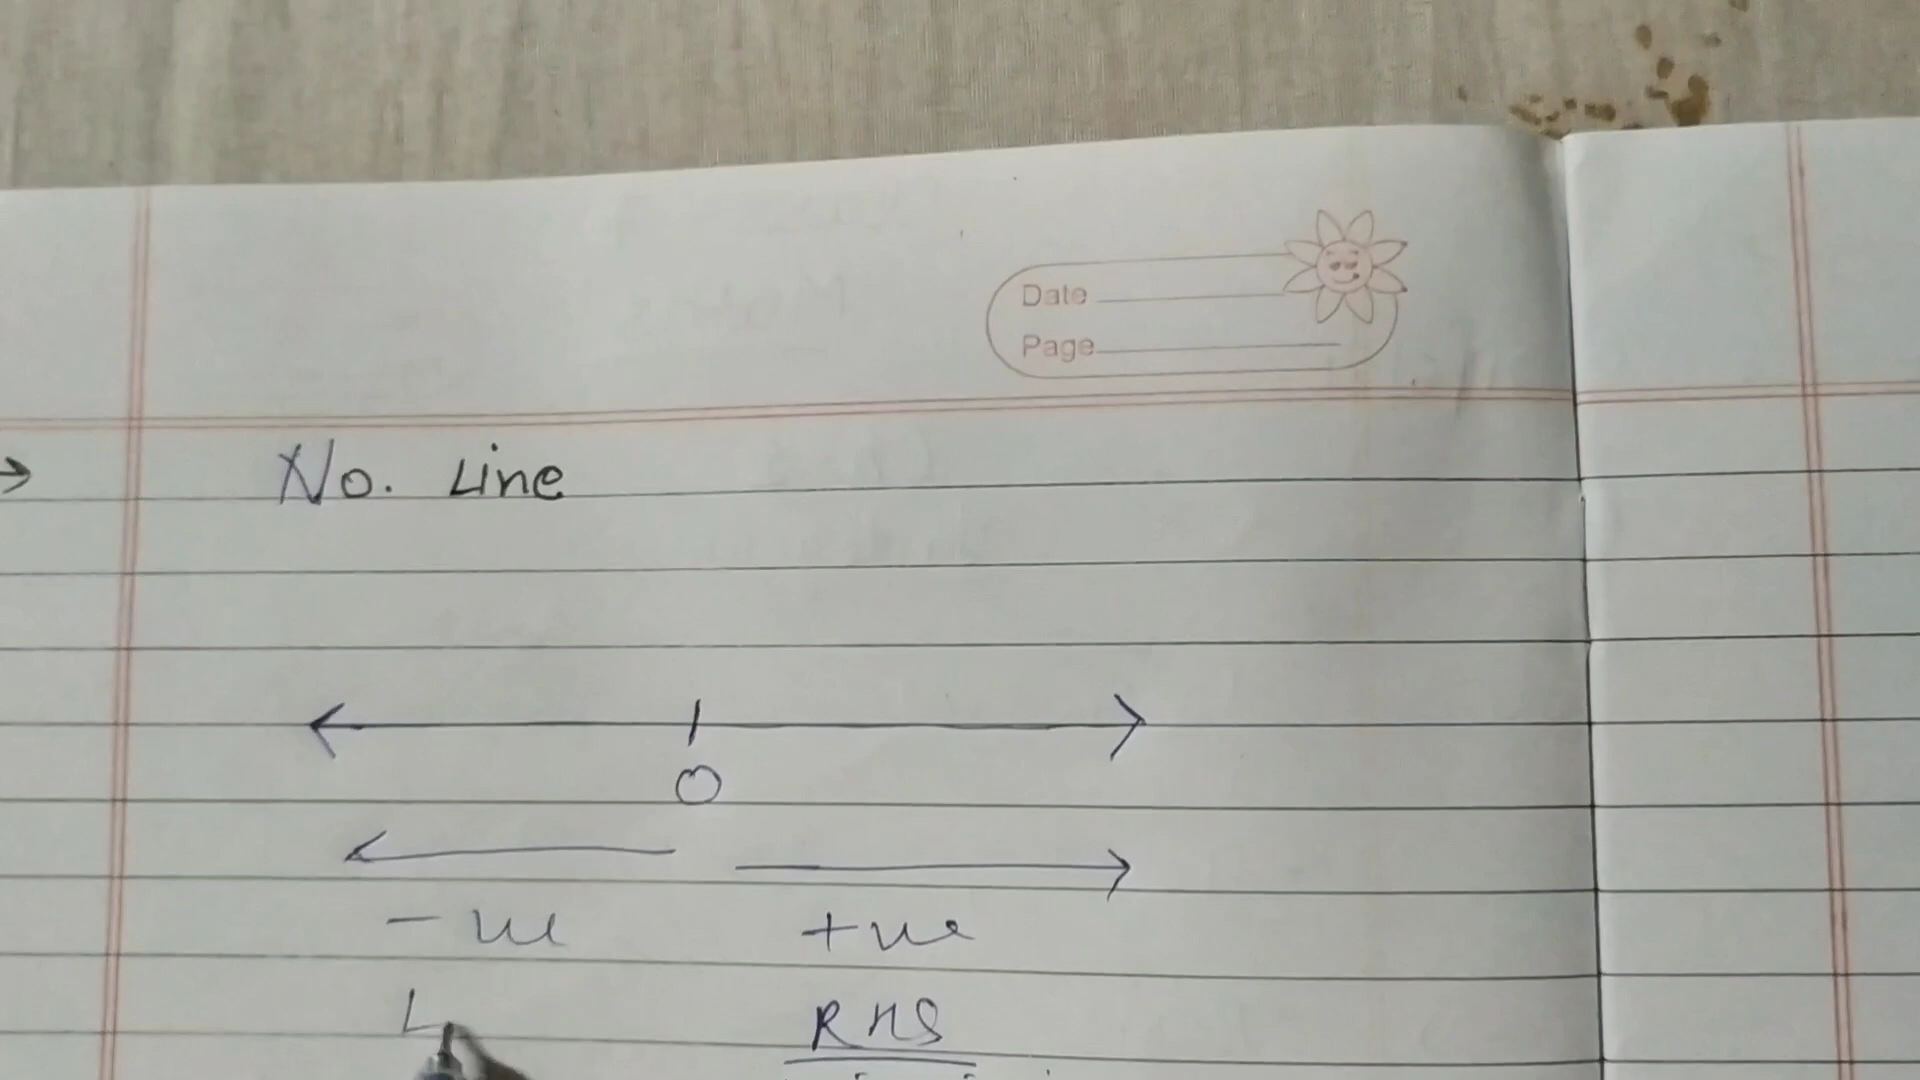 Date
Page
→ No. Line
0
-ve +ve
L RHS